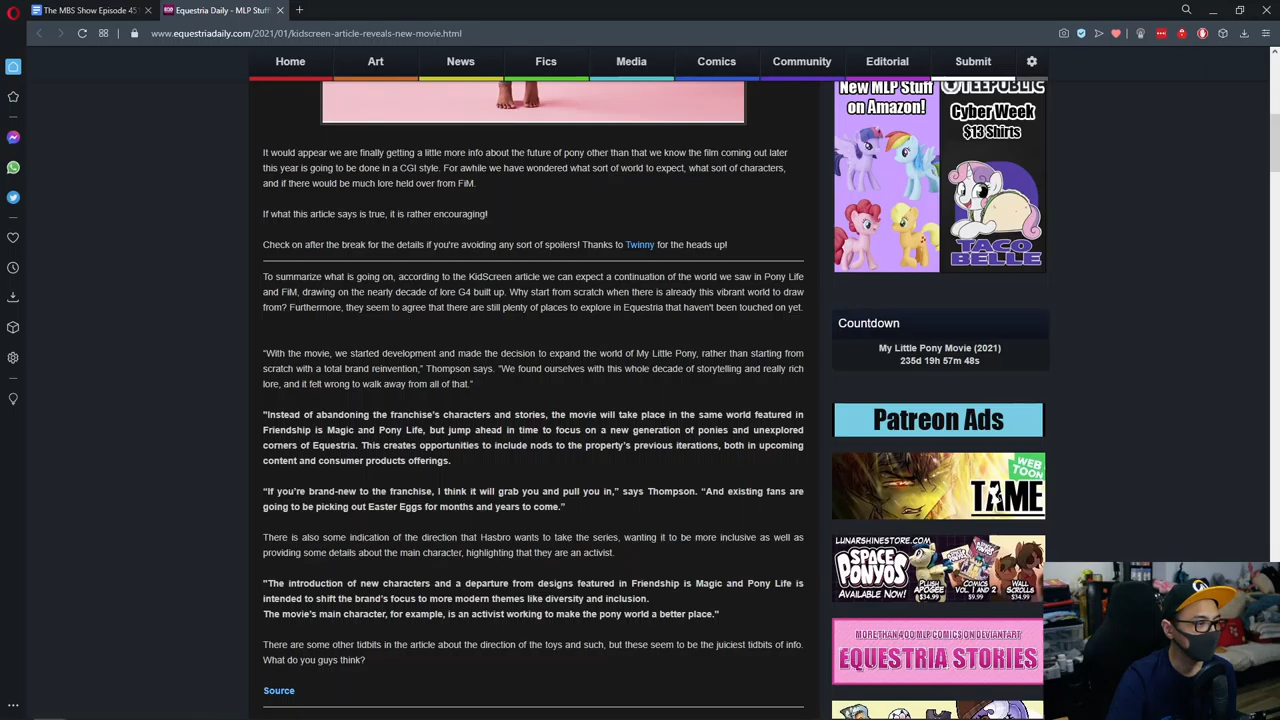 The MBS Show Episode 45
Equestria Daily - MLP Stuff
www.equestriadaily.com/2021/01/kidscreen-article-reveals-new-movie.html
Home
Art
News
Fics
Media
Comics
Community
Editorial
Submit
New MLP Stuff
on Amazon!
TEEPUBLIC
Cyber Week
$13 Shirts
TACO
BELLE
It would appear we are finally getting a little more info about the future of pony other than that we know the film coming out later
this year is going to be done in a CGI style. For awhile we have wondered what sort of world to expect, what sort of characters,
and if there would be much lore held over from FiM.
If what this article says is true, it is rather encouraging!
Check on after the break for the details if you're avoiding any sort of spoilers! Thanks to Twinny for the heads up!
To summarize what is going on, according to the KidScreen article we can expect a continuation of the world we saw in Pony Life
and FiM, drawing on the nearly decade of lore G4 built up. Why start from scratch when there is already this vibrant world to draw
from? Furthermore, they seem to agree that there are still plenty of places to explore in Equestria that haven't been touched on yet.
“With the movie, we started development and made the decision to expand the world of My Little Pony, rather than starting from
scratch with a total brand reinvention,” Thompson says. “We found ourselves with this whole decade of storytelling and really rich
lore, and it felt wrong to walk away from all of that.”
"Instead of abandoning the franchise’s characters and stories, the movie will take place in the same world featured in
Friendship is Magic and Pony Life, but jump ahead in time to focus on a new generation of ponies and unexplored
corners of Equestria. This creates opportunities to include nods to the property’s previous iterations, both in upcoming
content and consumer products offerings.
“If you’re brand-new to the franchise, I think it will grab you and pull you in,” says Thompson. “And existing fans are
going to be picking out Easter Eggs for months and years to come.”
There is also some indication of the direction that Hasbro wants to take the series, wanting it to be more inclusive as well as
providing some details about the main character, highlighting that they are an activist.
"The introduction of new characters and a departure from designs featured in Friendship is Magic and Pony Life is
intended to shift the brand’s focus to more modern themes like diversity and inclusion.
The movie’s main character, for example, is an activist working to make the pony world a better place."
There are some other tidbits in the article about the direction of the toys and such, but these seem to be the juiciest tidbits of info.
What do you guys think?
Source
Countdown
My Little Pony Movie (2021)
235d 19h 57m 48s
Patreon Ads
WEB
TOON
TAME
LUNARSHINESTORE.COM
SPACE
PONYOS
AVAILABLE NOW!
PLUSH
APOGEE
$34.99
COMICS
VOL. 1 AND 2
$9.99
WALL
SCROLLS
$34.99
MORE THAN 400 MLP COMICS ON DEVIANTART
EQUESTRIA STORIES